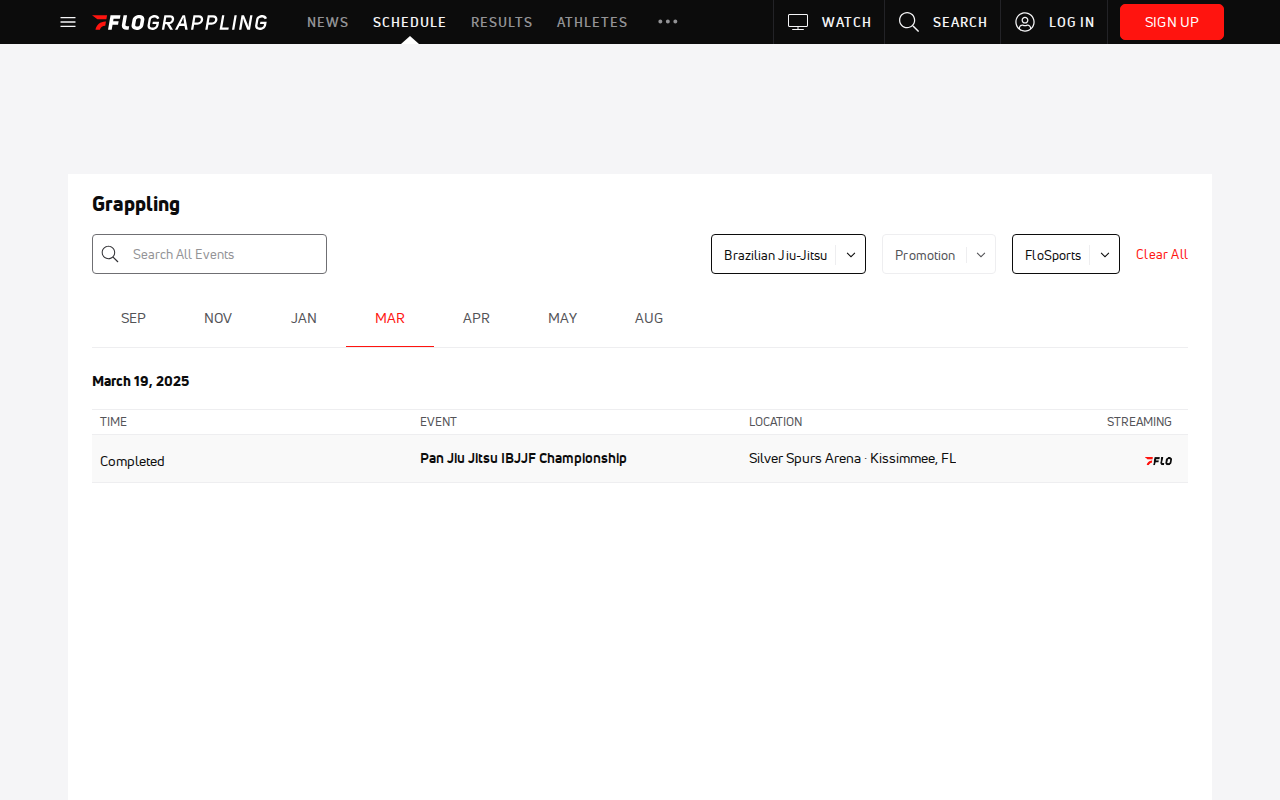 FLOGRAPPLING NEWS SCHEDULE RESULTS ATHLETES WATCH SEARCH LOG IN SIGN UP
Grappling
Search All Events Brazilian Jiu-Jitsu Promotion FloSports Clear All
SEP NOV JAN MAR APR MAY AUG
March 19, 2025
TIME EVENT LOCATION STREAMING
Completed Pan Jiu Jitsu IBJJF Championship Silver Spurs Arena · Kissimmee, FL FLO